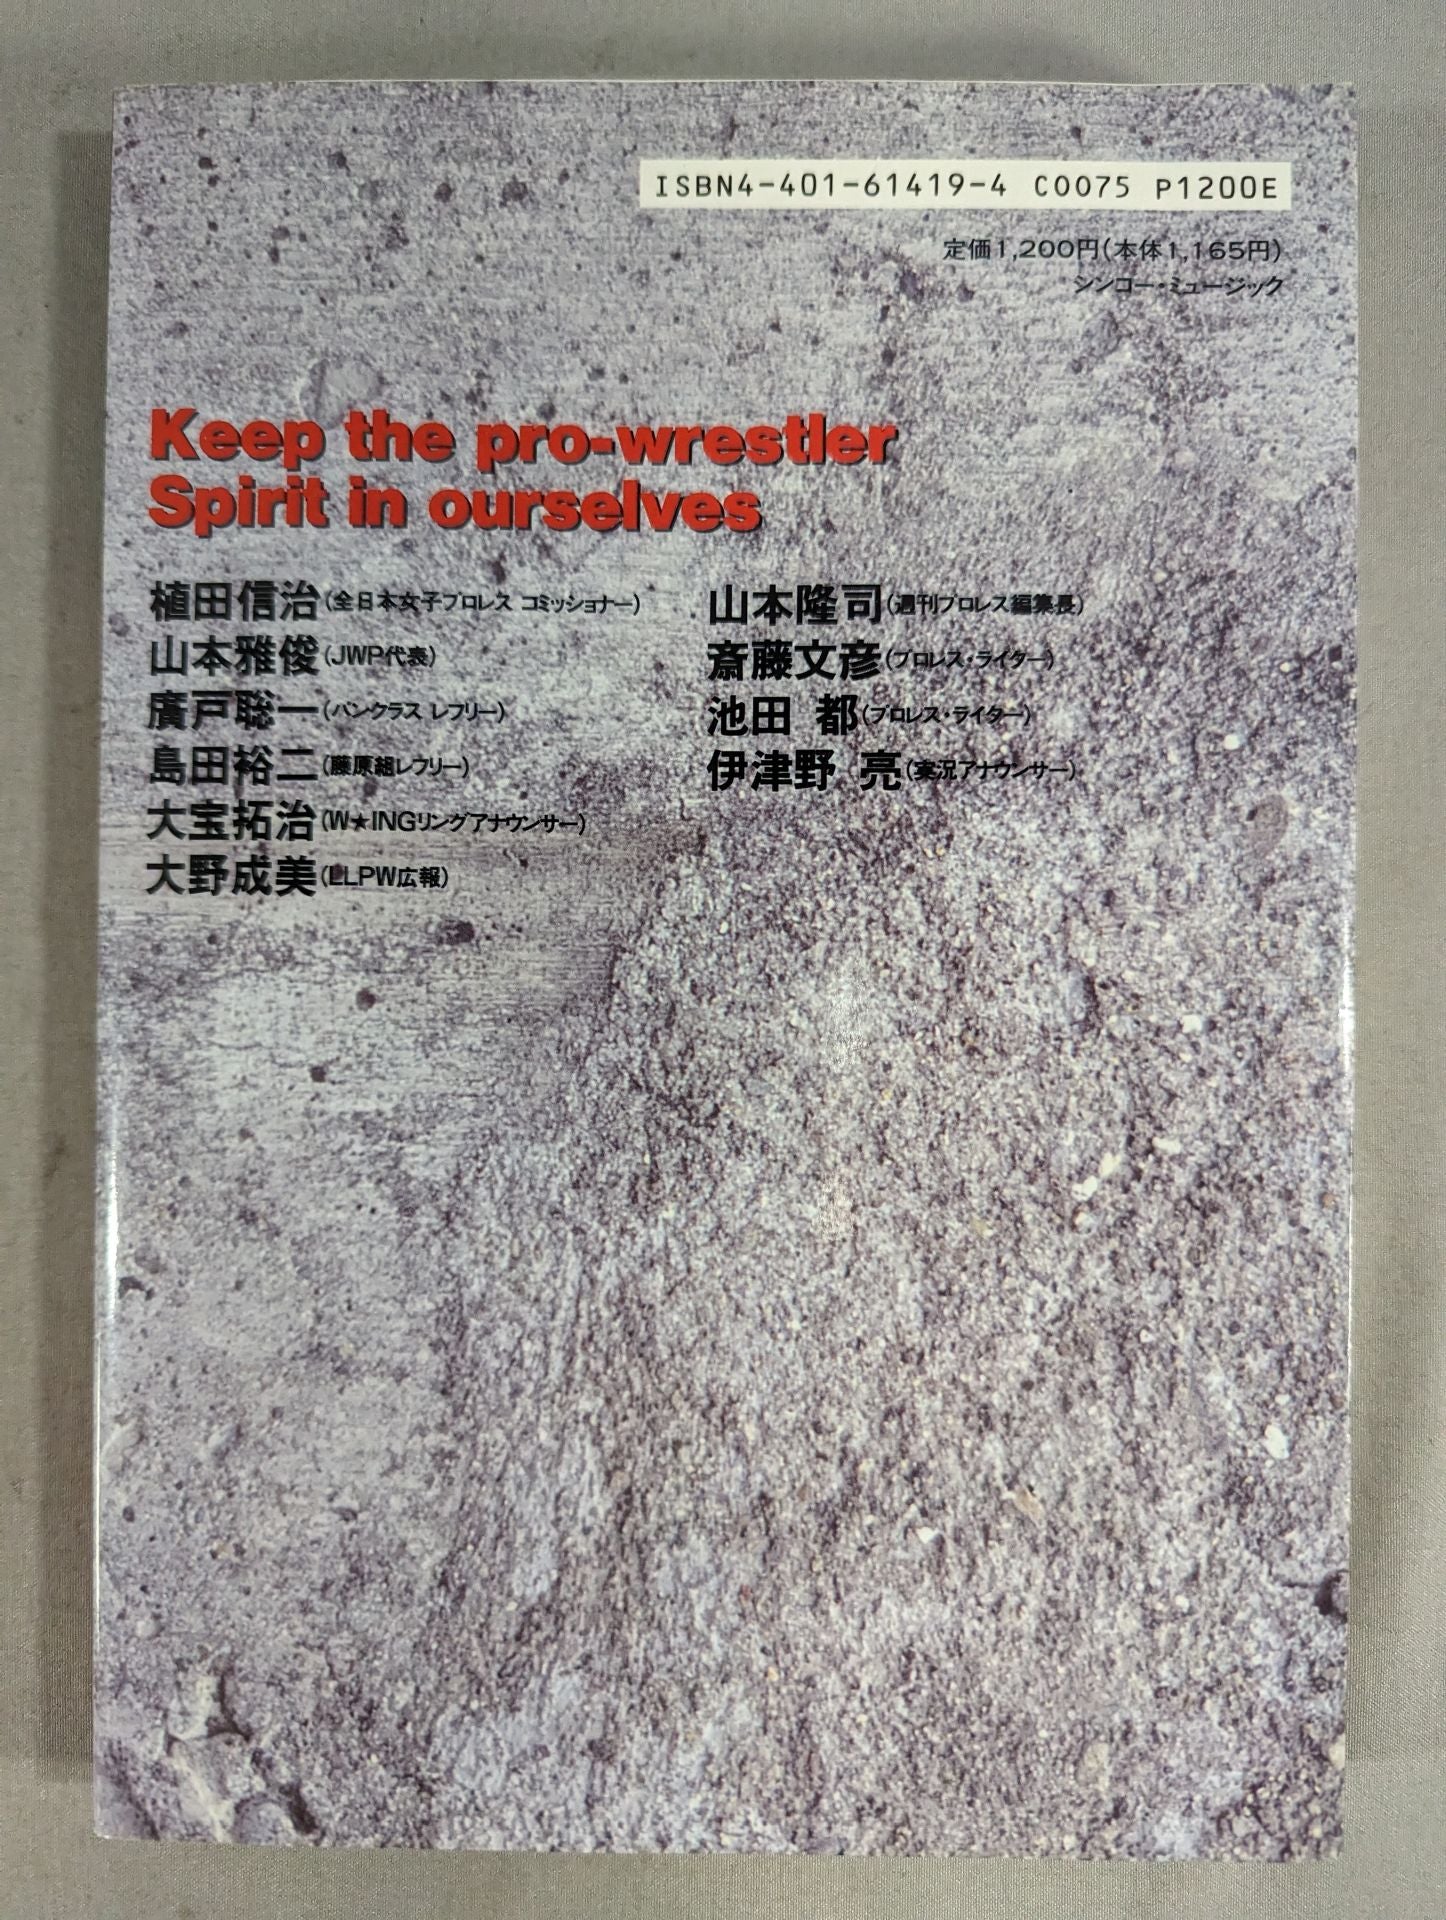 ISBN4-401-61419-4 C0075 P1200E
定価1,200円(本体1,165円)
シンコー・ミュージック
Keep the pro-wrestler
Spirit in ourselves
植田信治(全日本女子プロレス コミッショナー)
山本雅俊(JWP代表)
廣戸聡一(パンクラス レフリー)
島田裕二(藤原組レフリー)
大宝拓治(W★INGリングアナウンサー)
大野成美(LLPW広報)
山本隆司(週刊プロレス編集長)
斎藤文彦(プロレス・ライター)
池田 都(プロレス・ライター)
伊津野 亮(実況アナウンサー)